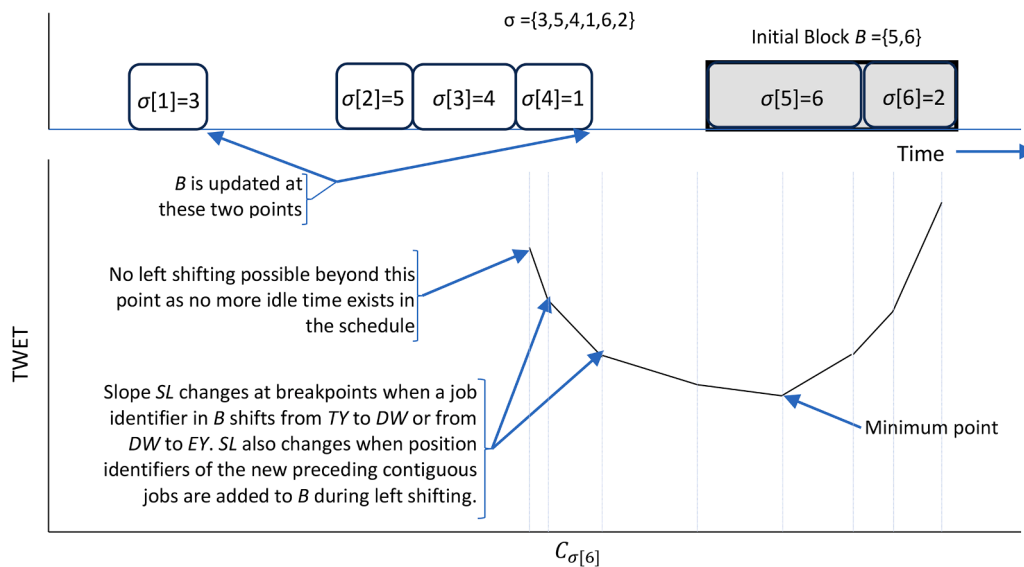 σ ={3,5,4,1,6,2}
Initial Block B ={5,6}
σ[1]=3
σ[2]=5
σ[3]=4
σ[4]=1
σ[5]=6
σ[6]=2
Time
B is updated at
these two points
No left shifting possible beyond this
point as no more idle time exists in
the schedule
TWET
Slope SL changes at breakpoints when a job
identifier in B shifts from TY to DW or from
DW to EY. SL also changes when position
identifiers of the new preceding contiguous
jobs are added to B during left shifting.
Minimum point
C_{σ[6]}